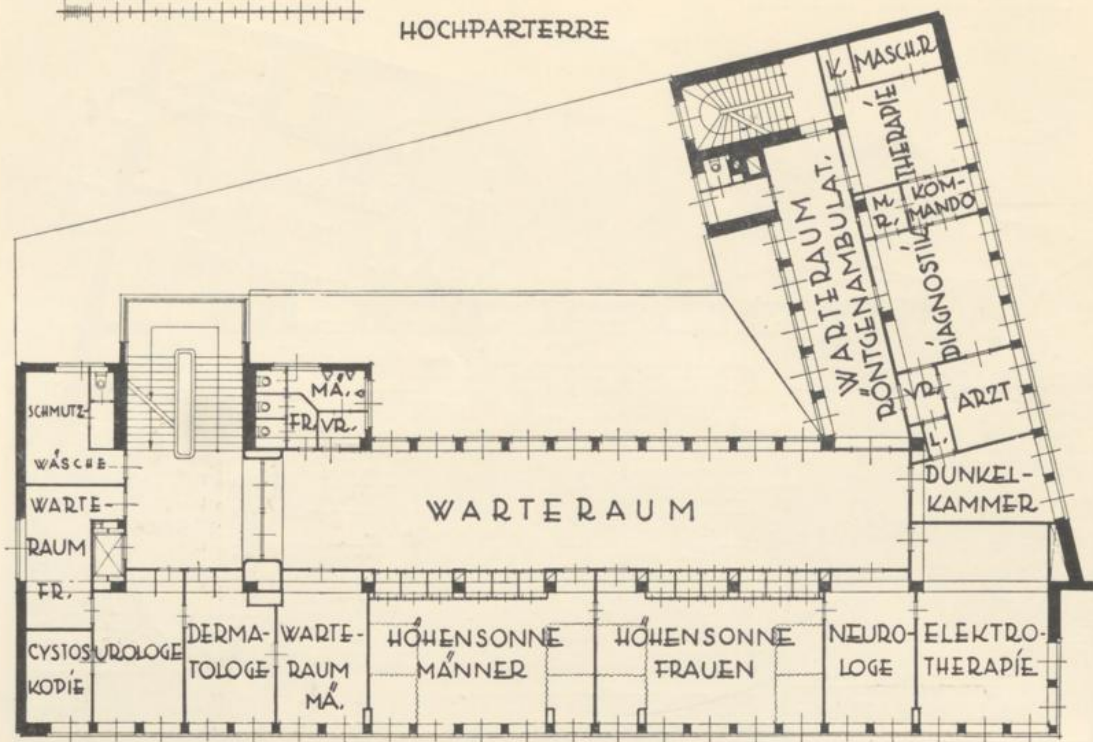 HOCHPARTERRE
K.
MASCH.R.
THERAPIE
M.
R.
KOM-
MANDO
WARTERAUM
RÖNTGENAMBULAT.
DIAGNOSTIK
VR.
ARZT
L.
DUNKEL-
KAMMER
SCHMUTZ-
WÄSCHE
MÄ.
FR.
VR.
WARTERAUM
WARTE-
RAUM
FR.
CYSTOS
KOPIE
UROLOGE
DERMA-
TOLOGE
WARTE-
RAUM
MÄ.
HÖHENSONNE
MÄNNER
HÖHENSONNE
FRAUEN
NEURO-
LOGE
ELEKTRO-
THERAPIE